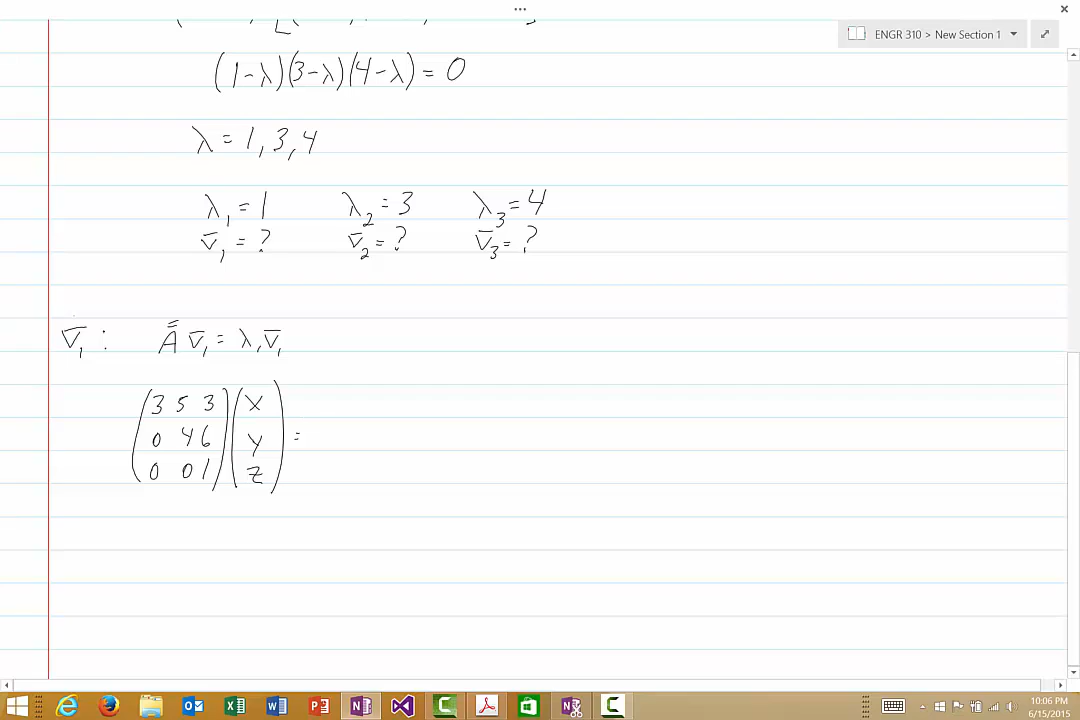 ENGR 310 > New Section 1
(1-λ)(3-λ)(4-λ) = 0
λ = 1, 3, 4
λ₁ = 1 λ₂ = 3 λ₃ = 4
v̄₁ = ? v̄₂ = ? v̄₃ = ?
v̄₁ : A̿ v̄₁ = λ₁ v̄₁
(3 5 3) (x)
(0 4 6) (y) =
(0 0 1) (z)
10:06 PM
6/15/2015